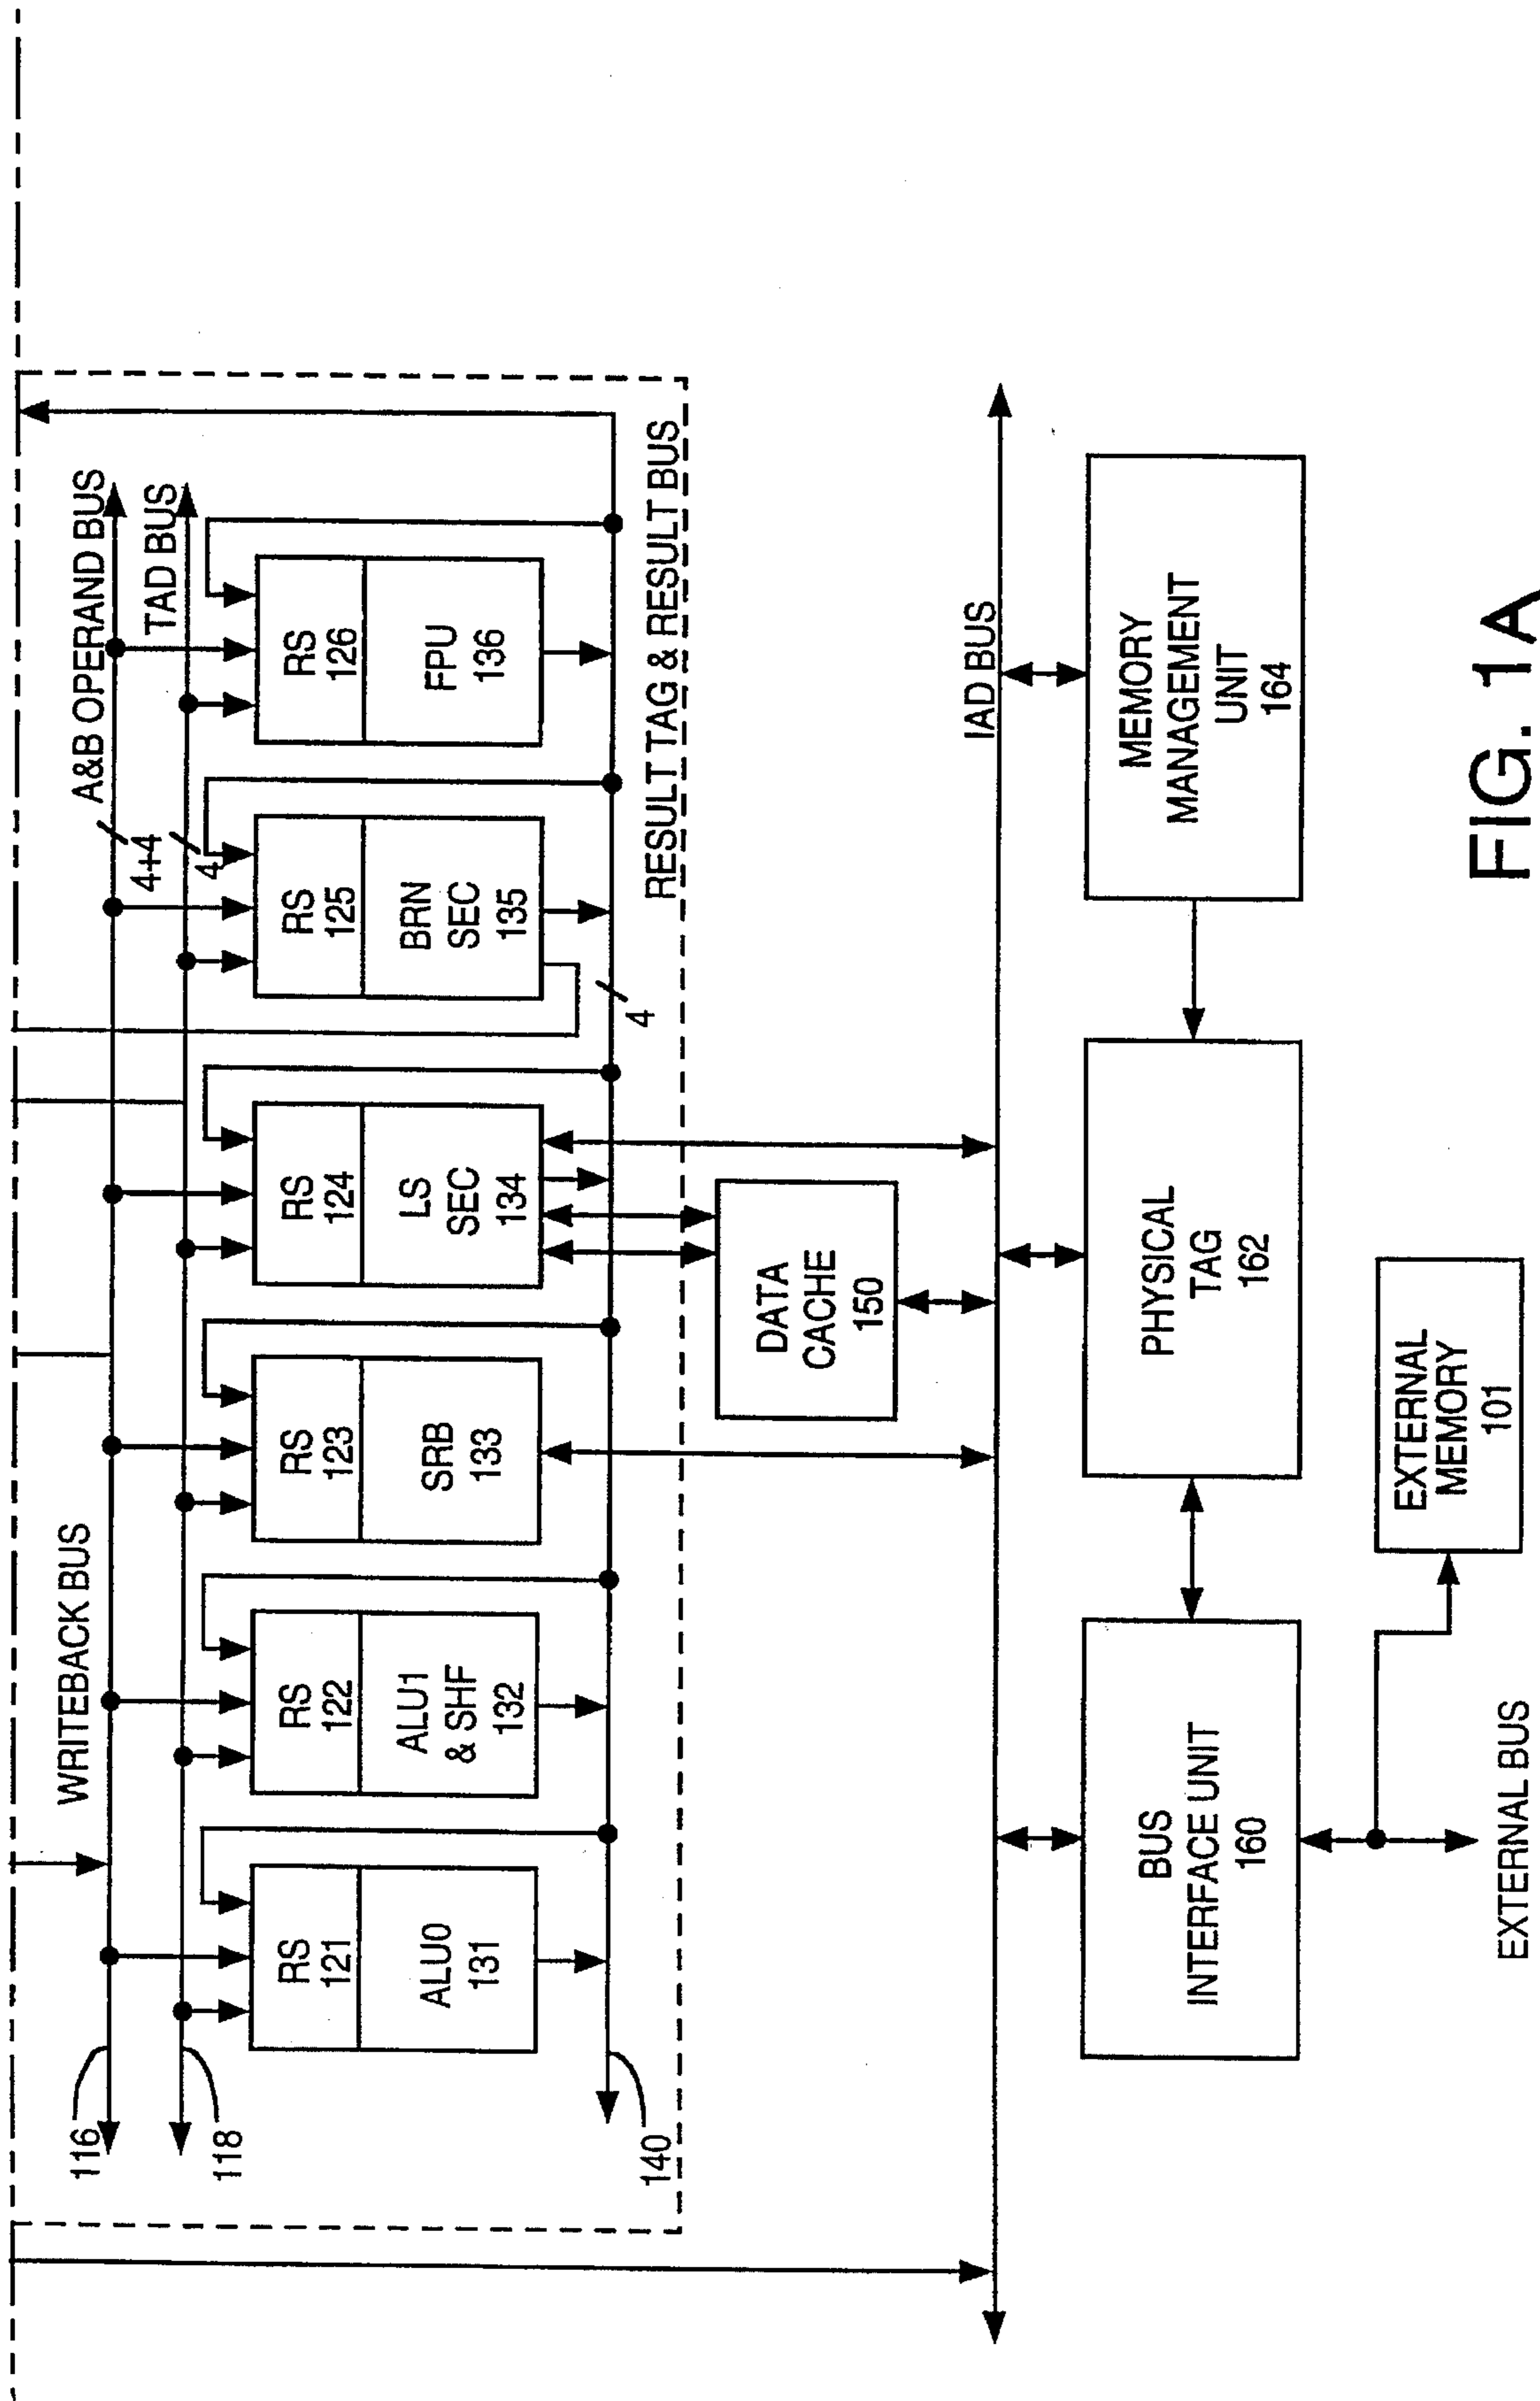 WRITEBACK BUS
A&B OPERAND BUS
4+4
TAD BUS
4
116
118
RS
121
ALU0
131
RS
122
ALU1
& SHF
132
RS
123
SRB
133
RS
124
LS
SEC
134
RS
125
BRN
SEC
135
RS
126
FPU
136
4
140
RESULT TAG & RESULT BUS
DATA
CACHE
150
IAD BUS
BUS
INTERFACE UNIT
160
PHYSICAL
TAG
162
MEMORY
MANAGEMENT
UNIT
164
EXTERNAL
MEMORY
101
EXTERNAL BUS
FIG. 1A